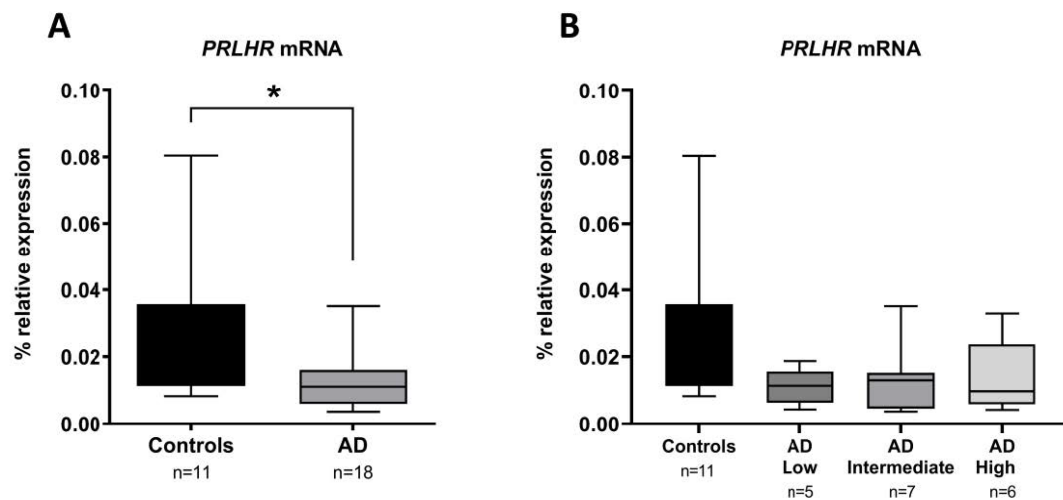 A
PRLHR mRNA
% relative expression
0.10
0.08
0.06
0.04
0.02
0.00
*
Controls
n=11
AD
n=18
B
PRLHR mRNA
% relative expression
0.10
0.08
0.06
0.04
0.02
0.00
Controls
n=11
AD
Low
n=5
AD
Intermediate
n=7
AD
High
n=6